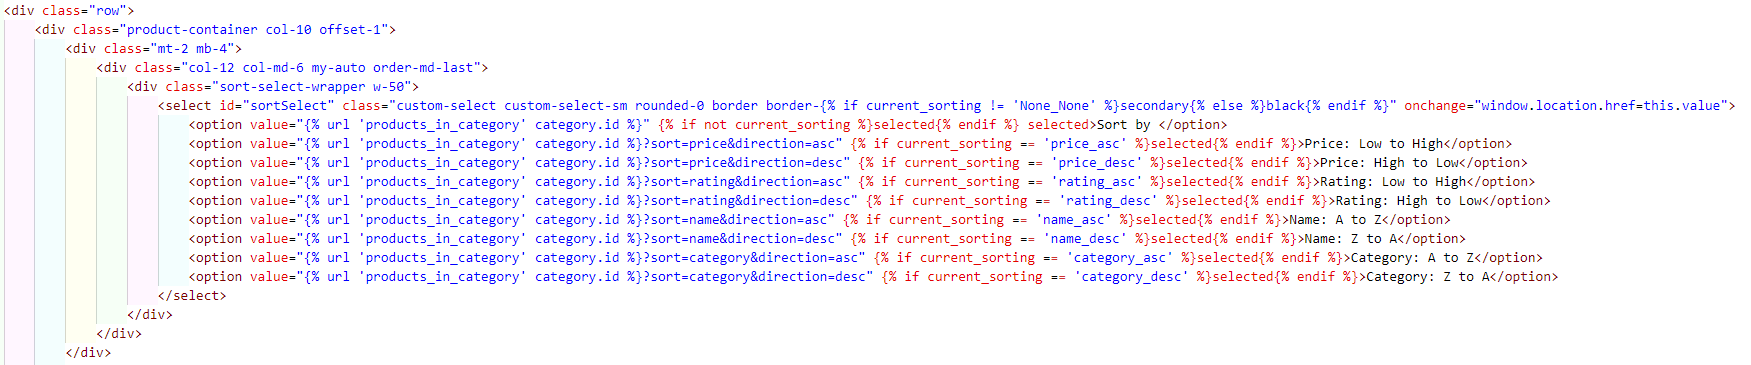 <div class="row">
<div class="product-container col-10 offset-1">
<div class="mt-2 mb-4">
<div class="col-12 col-md-6 my-auto order-md-last">
<div class="sort-select-wrapper w-50">
<select id="sortSelect" class="custom-select custom-select-sm rounded-0 border border-{% if current_sorting != 'None_None' %}secondary{% else %}black{% endif %}" onchange="window.location.href=this.value">
<option value="{% url 'products_in_category' category.id %}" {% if not current_sorting %}selected{% endif %} selected>Sort by </option>
<option value="{% url 'products_in_category' category.id %}?sort=price&direction=asc" {% if current_sorting == 'price_asc' %}selected{% endif %}>Price: Low to High</option>
<option value="{% url 'products_in_category' category.id %}?sort=price&direction=desc" {% if current_sorting == 'price_desc' %}selected{% endif %}>Price: High to Low</option>
<option value="{% url 'products_in_category' category.id %}?sort=rating&direction=asc" {% if current_sorting == 'rating_asc' %}selected{% endif %}>Rating: Low to High</option>
<option value="{% url 'products_in_category' category.id %}?sort=rating&direction=desc" {% if current_sorting == 'rating_desc' %}selected{% endif %}>Rating: High to Low</option>
<option value="{% url 'products_in_category' category.id %}?sort=name&direction=asc" {% if current_sorting == 'name_asc' %}selected{% endif %}>Name: A to Z</option>
<option value="{% url 'products_in_category' category.id %}?sort=name&direction=desc" {% if current_sorting == 'name_desc' %}selected{% endif %}>Name: Z to A</option>
<option value="{% url 'products_in_category' category.id %}?sort=category&direction=asc" {% if current_sorting == 'category_asc' %}selected{% endif %}>Category: A to Z</option>
<option value="{% url 'products_in_category' category.id %}?sort=category&direction=desc" {% if current_sorting == 'category_desc' %}selected{% endif %}>Category: Z to A</option>
</select>
</div>
</div>
</div>